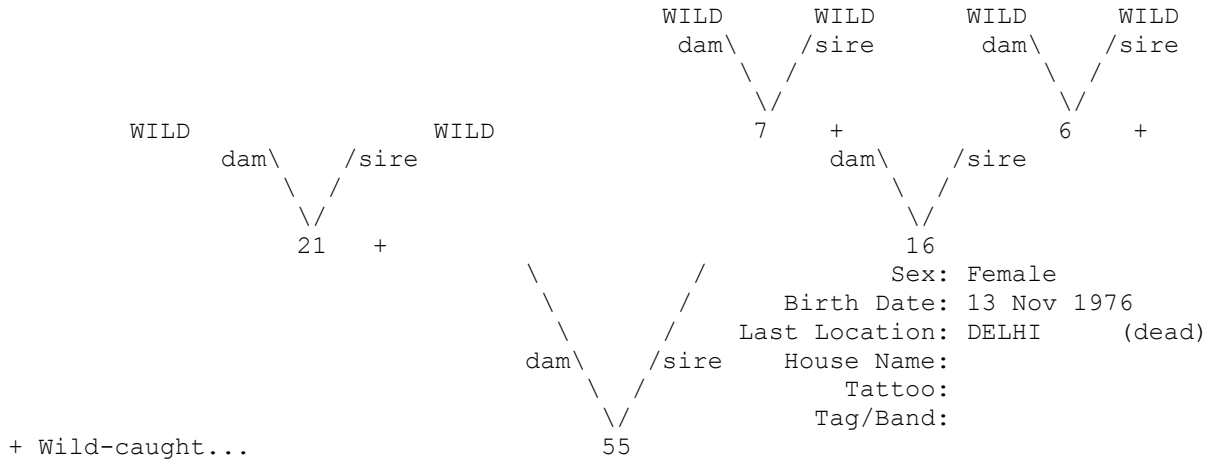 WILD WILD WILD WILD
dam\ /sire dam\ /sire
\ / \ /
\/ \/
WILD WILD 7 + 6 +
dam\ /sire dam\ /sire
\ / \ /
\/ \/
21 + 16
\ / Sex: Female
\ / Birth Date: 13 Nov 1976
\ / Last Location: DELHI (dead)
dam\ /sire House Name:
\ / Tattoo:
\/ Tag/Band:
+ Wild-caught... 55